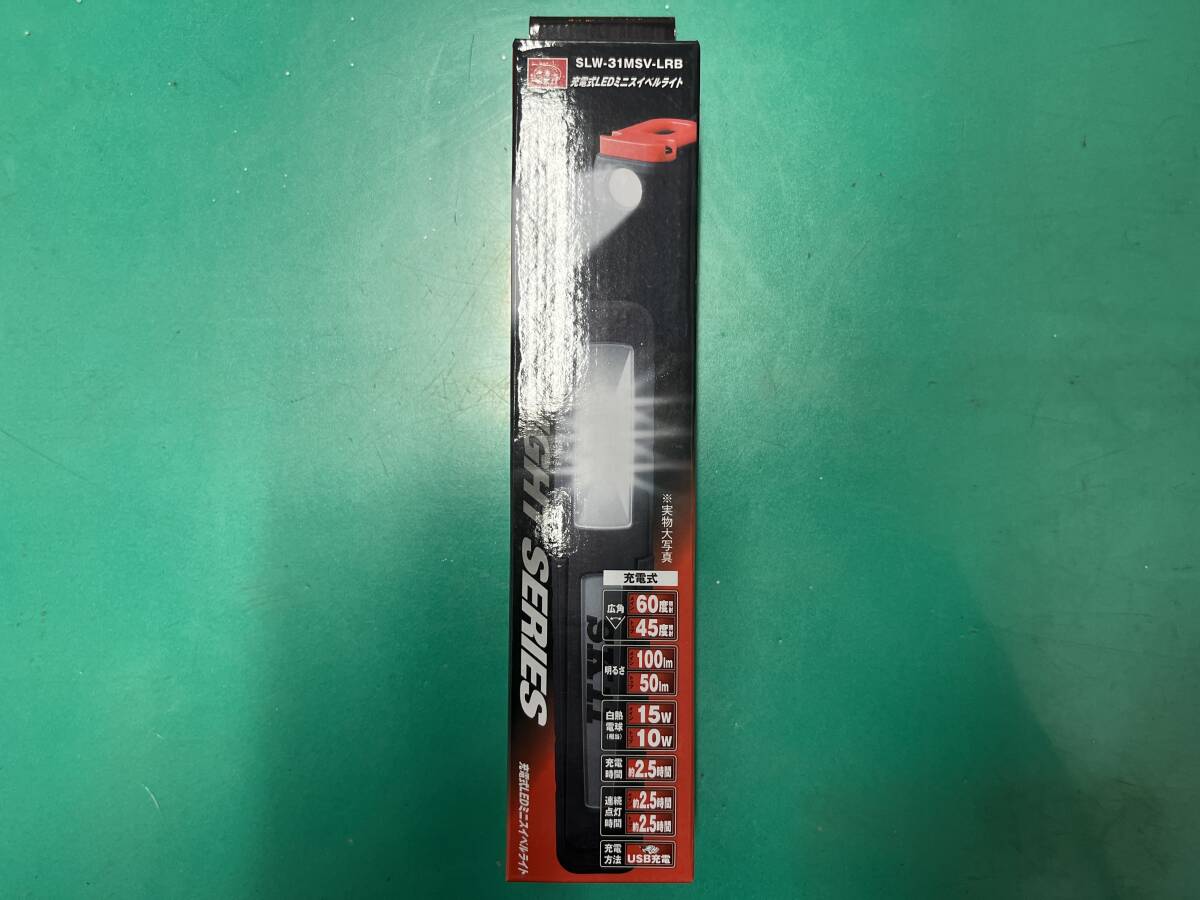 SLW-31MSV-LRB
充電式LEDミニスイベルライト
GHT SERIES
※実物大写真
充電式
広角
60度
45度
明るさ
100lm
50lm
白熱
電球
(相当)
15W
10W
充電
時間
約2.5時間
連続
点灯
時間
約2.5時間
約2.5時間
充電
方法
USB充電
充電式LEDミニスイベルライト